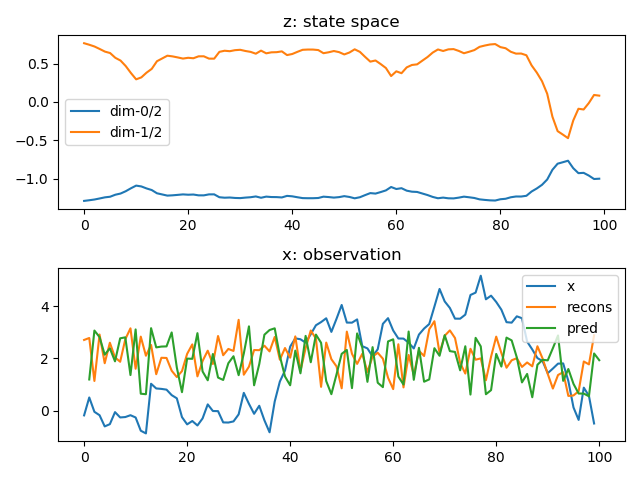 z: state space
0.5
0.0
−0.5
−1.0
dim-0/2
dim-1/2
0 20 40 60 80 100
x: observation
4
2
0
x
recons
pred
0 20 40 60 80 100